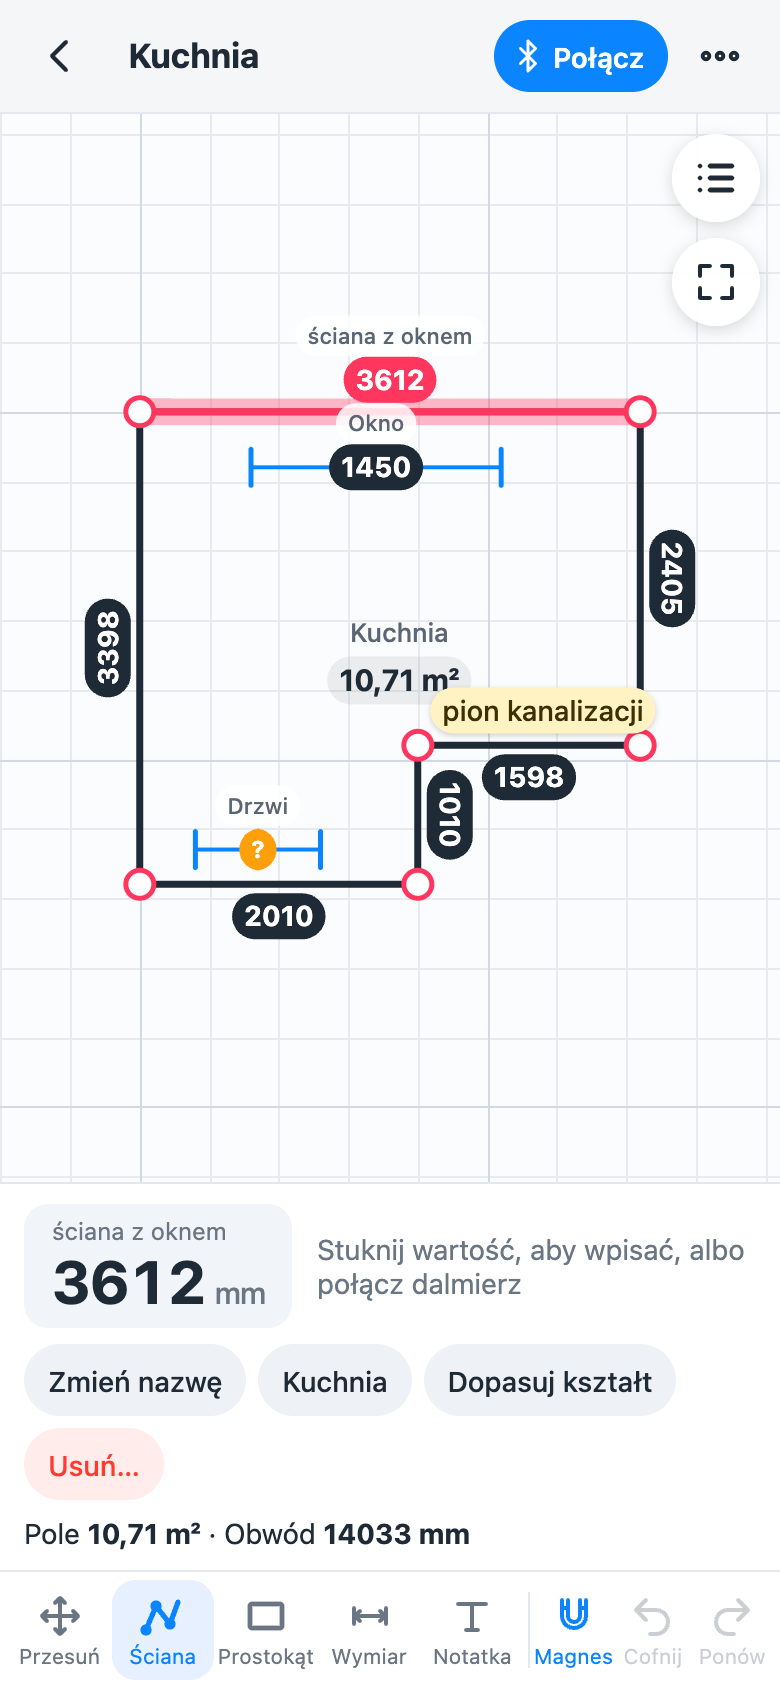 Kuchnia
Połącz
ściana z oknem
3612
Okno
1450
2405
3398
Kuchnia
10,71 m²
pion kanalizacji
1598
1010
Drzwi
?
2010
ściana z oknem
3612 mm
Stuknij wartość, aby wpisać, albo
połącz dalmierz
Zmień nazwę
Kuchnia
Dopasuj kształt
Usuń...
Pole 10,71 m² · Obwód 14033 mm
Przesuń
Ściana
Prostokąt
Wymiar
Notatka
Magnes
Cofnij
Ponów